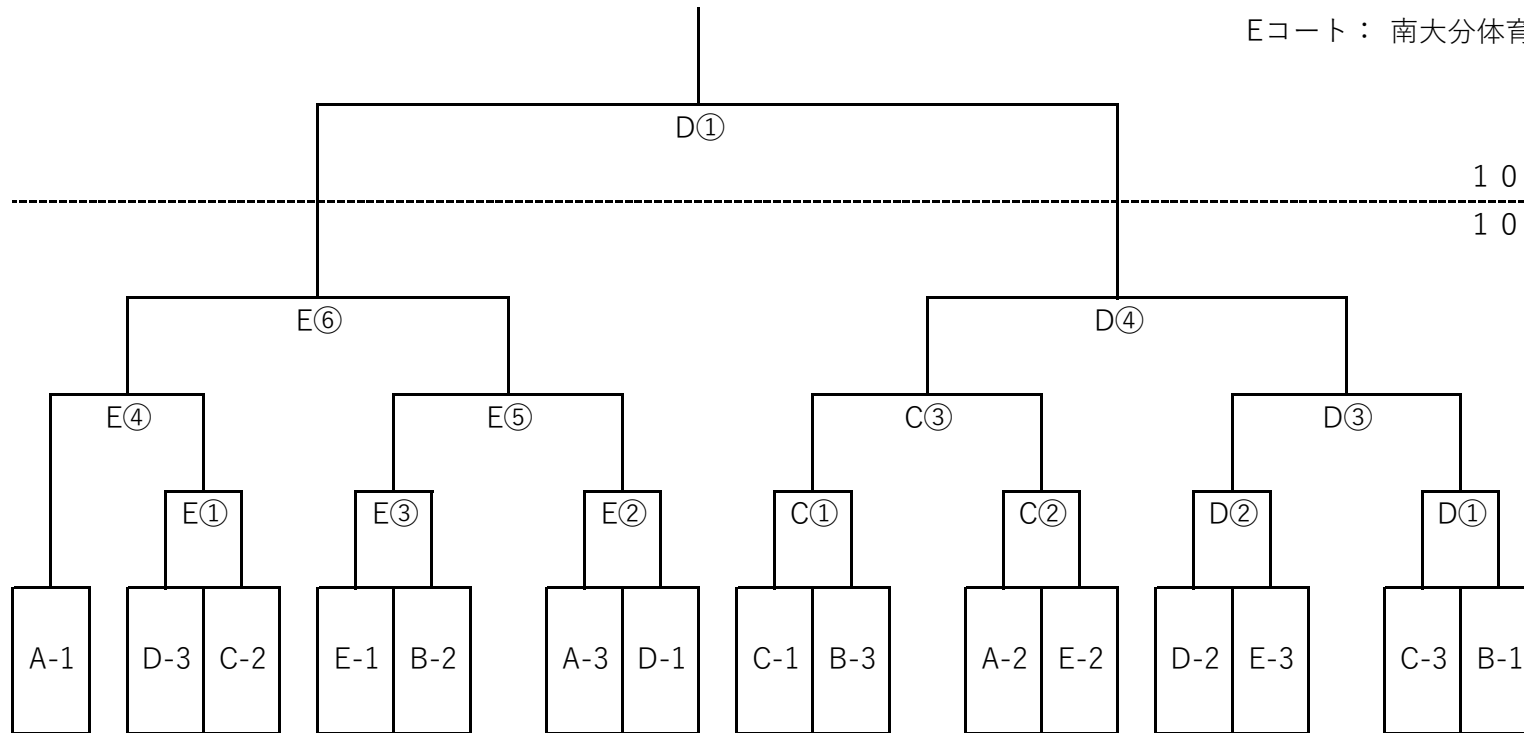 Eコート： 南大分体育
D①
１０
１０
E⑥ D④
E④ E⑤ C③ D③
E① E③ E② C① C② D② D①
A-1 D-3 C-2 E-1 B-2 A-3 D-1 C-1 B-3 A-2 E-2 D-2 E-3 C-3 B-1